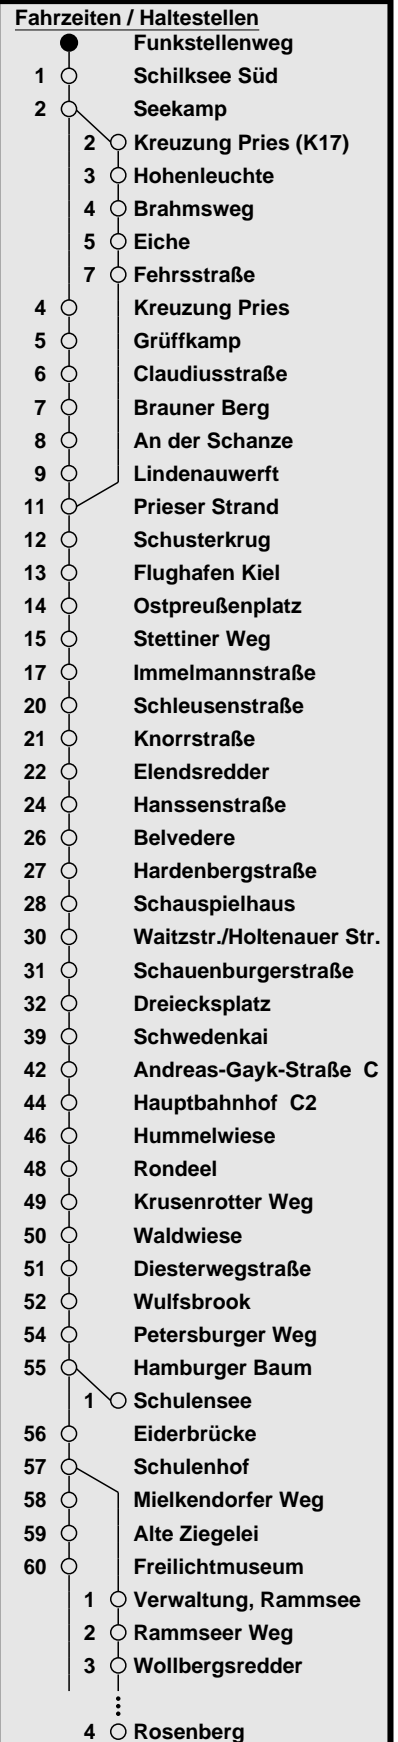 Fahrzeiten / Haltestellen
Funkstellenweg
1 Schilksee Süd
2 Seekamp
2 Kreuzung Pries (K17)
3 Hohenleuchte
4 Brahmsweg
5 Eiche
7 Fehrsstraße
4 Kreuzung Pries
5 Grüffkamp
6 Claudiusstraße
7 Brauner Berg
8 An der Schanze
9 Lindenauwerft
11 Prieser Strand
12 Schusterkrug
13 Flughafen Kiel
14 Ostpreußenplatz
15 Stettiner Weg
17 Immelmannstraße
20 Schleusenstraße
21 Knorrstraße
22 Elendsredder
24 Hanssenstraße
26 Belvedere
27 Hardenbergstraße
28 Schauspielhaus
30 Waitzstr./Holtenauer Str.
31 Schauenburgerstraße
32 Dreiecksplatz
39 Schwedenkai
42 Andreas-Gayk-Straße C
44 Hauptbahnhof C2
46 Hummelwiese
48 Rondeel
49 Krusenrotter Weg
50 Waldwiese
51 Diesterwegstraße
52 Wulfsbrook
54 Petersburger Weg
55 Hamburger Baum
1 Schulensee
56 Eiderbrücke
57 Schulenhof
58 Mielkendorfer Weg
59 Alte Ziegelei
60 Freilichtmuseum
1 Verwaltung, Rammsee
2 Rammseer Weg
3 Wollbergsredder
4 Rosenberg